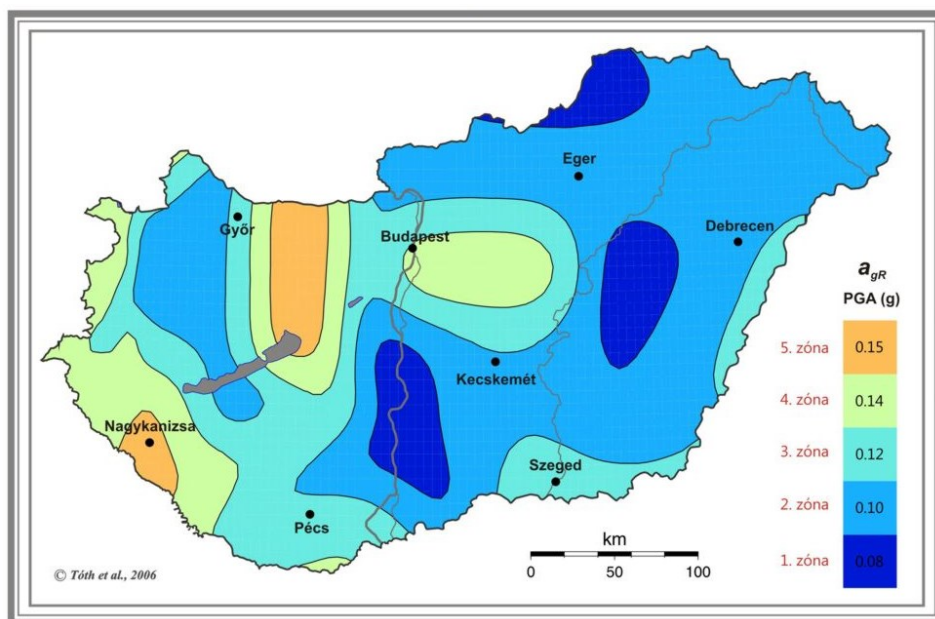 Eger
Győr
Budapest
Debrecen
a_gR
PGA (g)
5. zóna 0.15
Kecskemét
4. zóna 0.14
Nagykanizsa
3. zóna 0.12
Szeged
2. zóna 0.10
Pécs
km
1. zóna 0.08
0 50 100
© Tóth et al., 2006